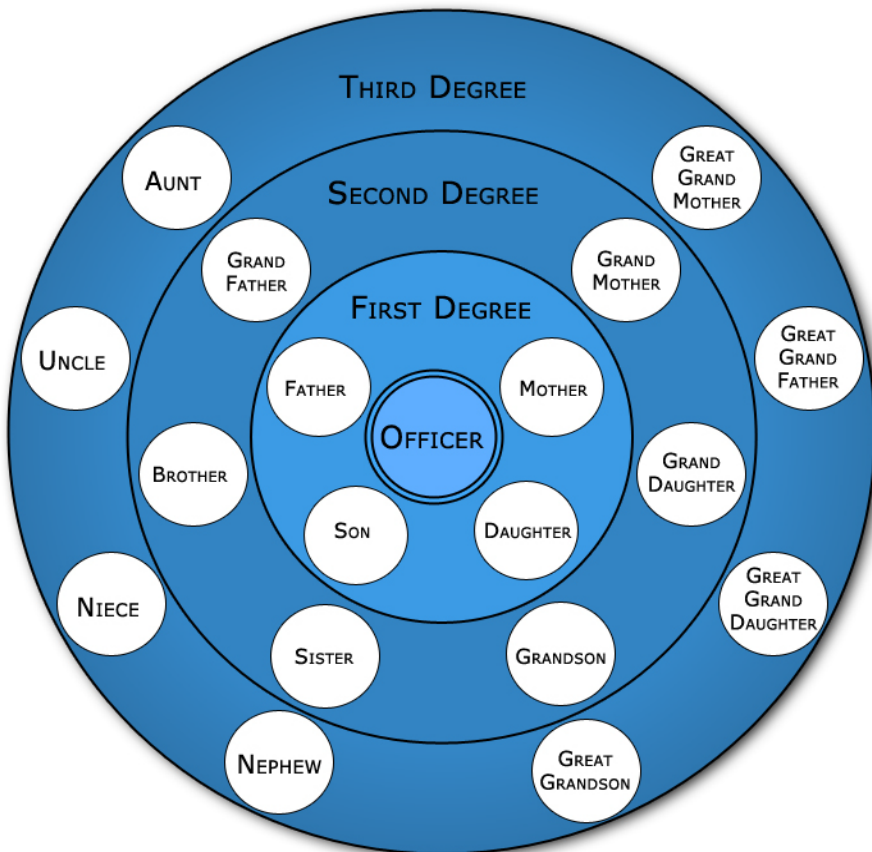 Third Degree
Aunt
Great
Grand
Mother
Second Degree
Grand
Father
Grand
Mother
First Degree
Uncle
Great
Grand
Father
Father
Mother
Officer
Brother
Grand
Daughter
Son
Daughter
Niece
Great
Grand
Daughter
Sister
Grandson
Nephew
Great
Grandson